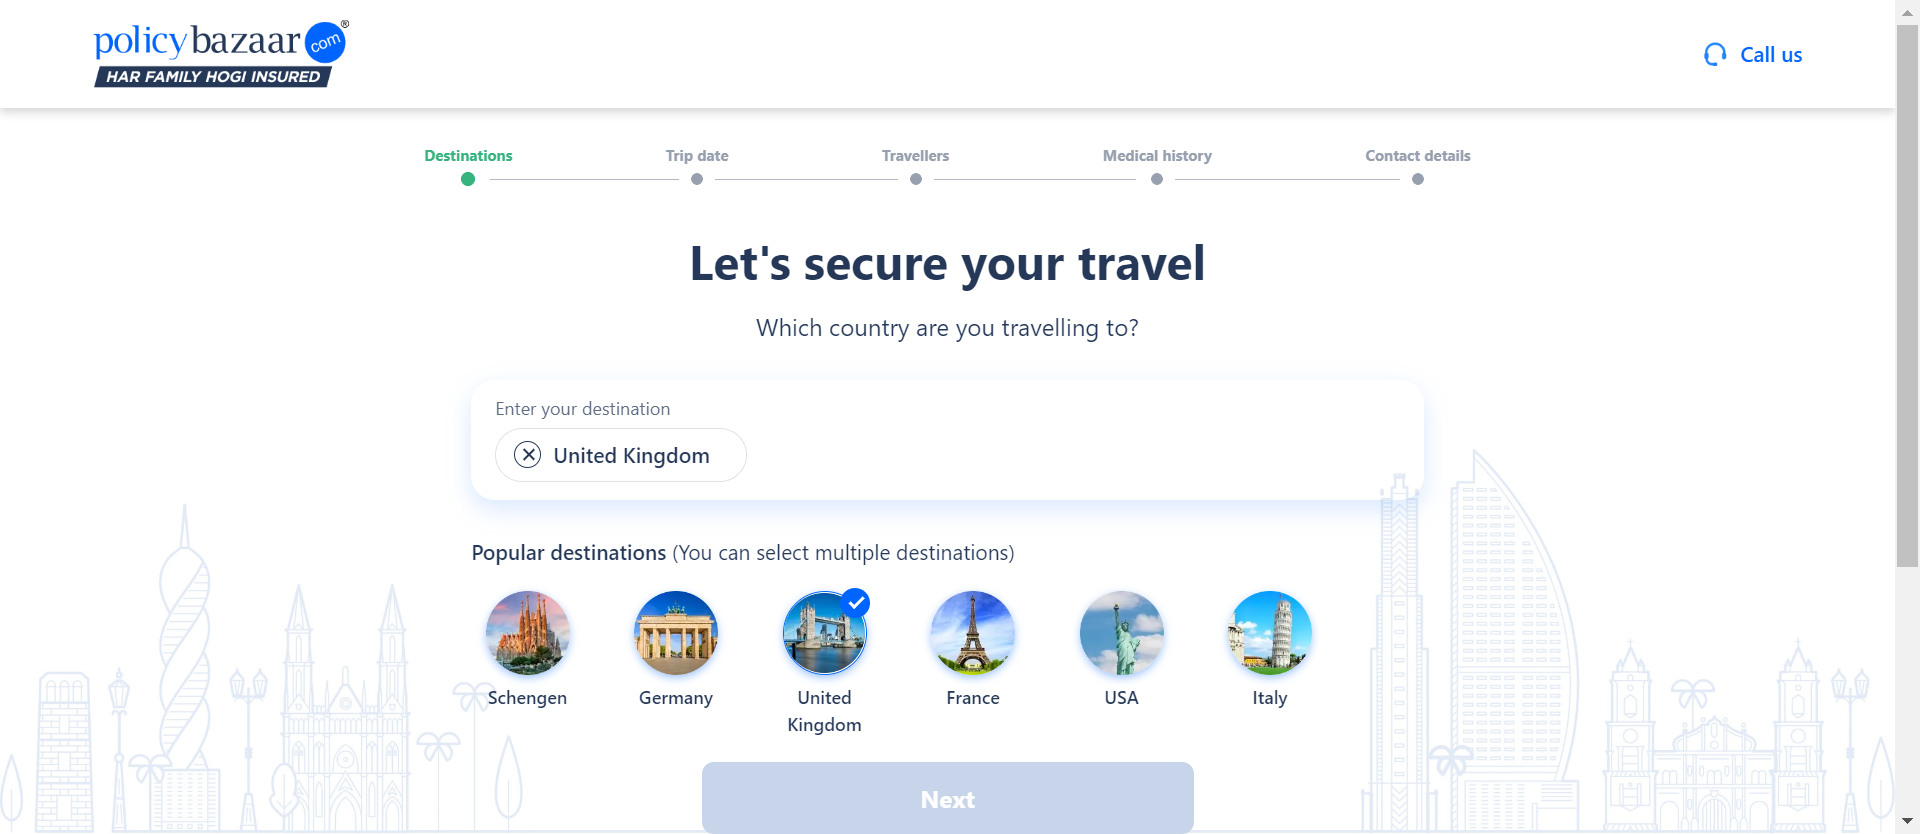 policybazaar com ®
HAR FAMILY HOGI INSURED
Call us
Destinations
Trip date
Travellers
Medical history
Contact details
Let's secure your travel
Which country are you travelling to?
Enter your destination
United Kingdom
Popular destinations (You can select multiple destinations)
Schengen
Germany
United
Kingdom
France
USA
Italy
Next